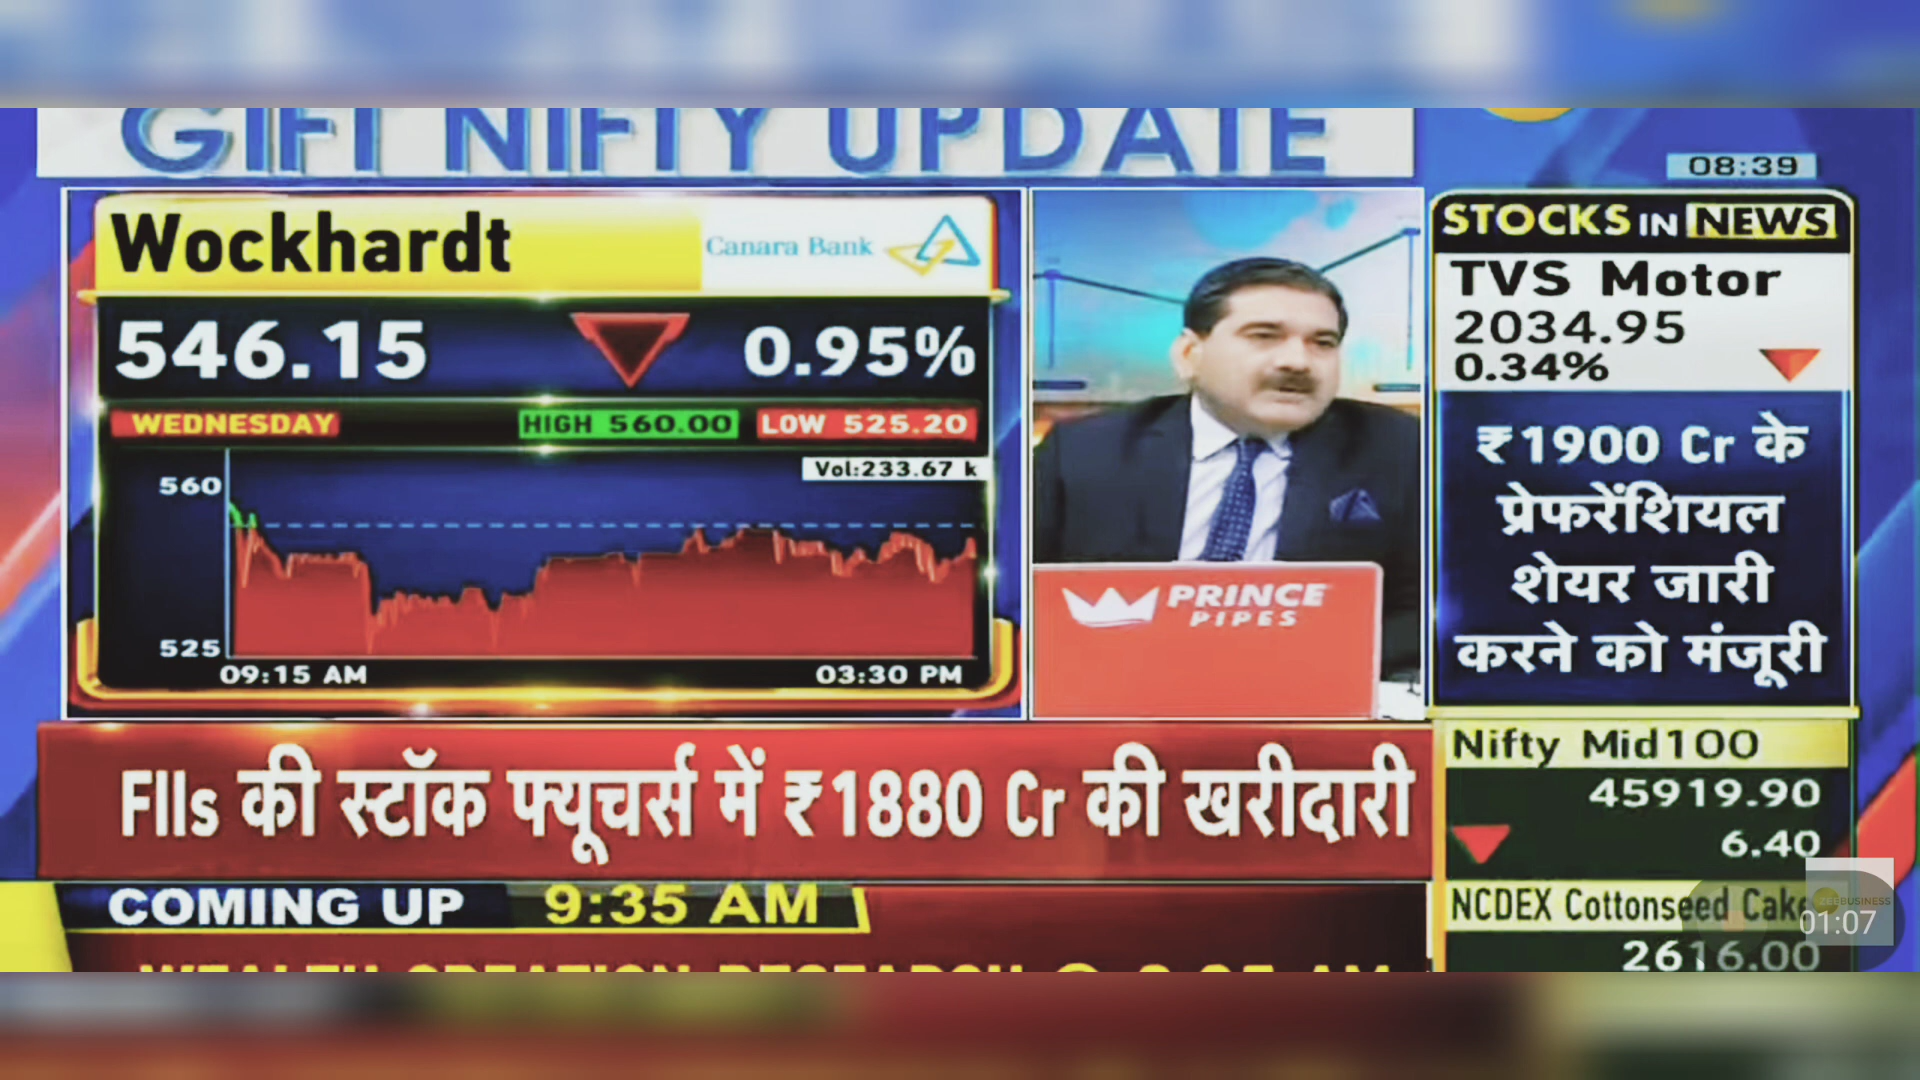 GIFT NIFTY UPDATE
08:39
Wockhardt
Canara Bank
546.15 0.95%
WEDNESDAY HIGH 560.00 LOW 525.20
Vol:233.67 k
560
525
09:15 AM 03:30 PM
PRINCE
PIPES
STOCKS IN NEWS
TVS Motor
2034.95
0.34%
₹1900 Cr के
प्रेफरेंशियल
शेयर जारी
करने को मंजूरी
FIIs की स्टॉक फ्यूचर्स में ₹1880 Cr की खरीदारी
Nifty Mid100
45919.90
6.40
COMING UP 9:35 AM
NCDEX Cottonseed Cake
ZEEBUSINESS
01:07
2616.00